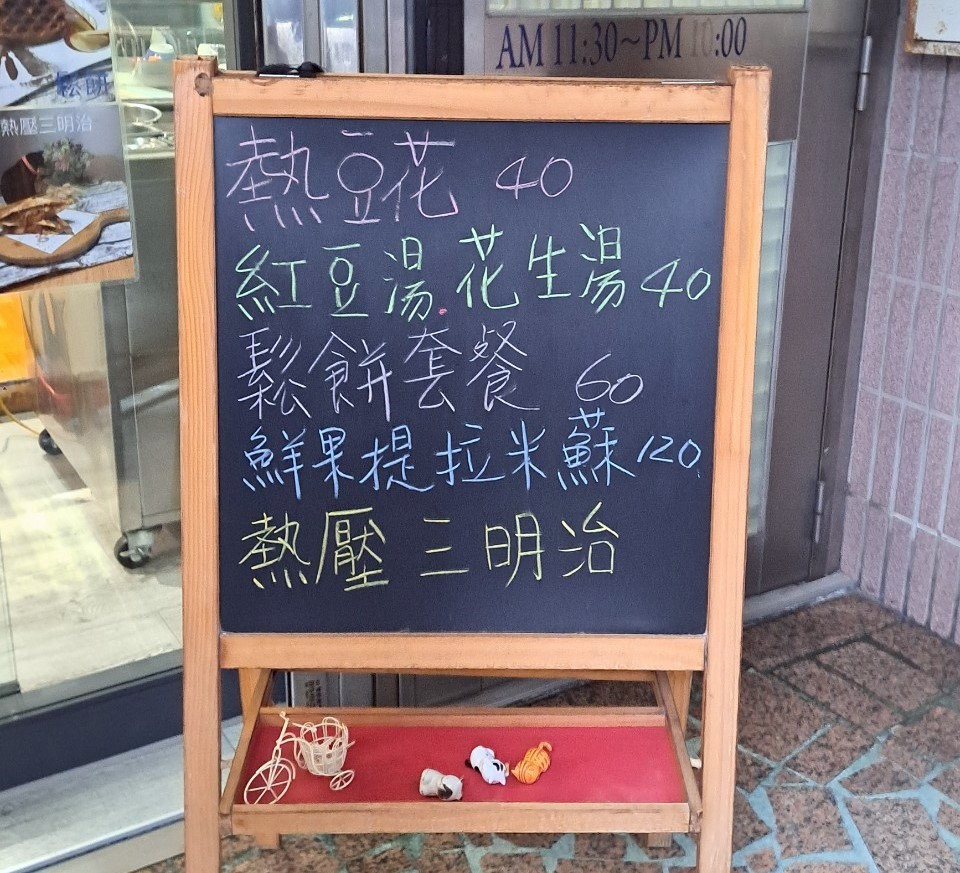 AM 11:30~PM 10:00
松明
熱壓三明治
熱豆花 40
紅豆湯.花生湯 40
鬆餅套餐 60
鮮果提拉米蘇 120
熱壓三明治